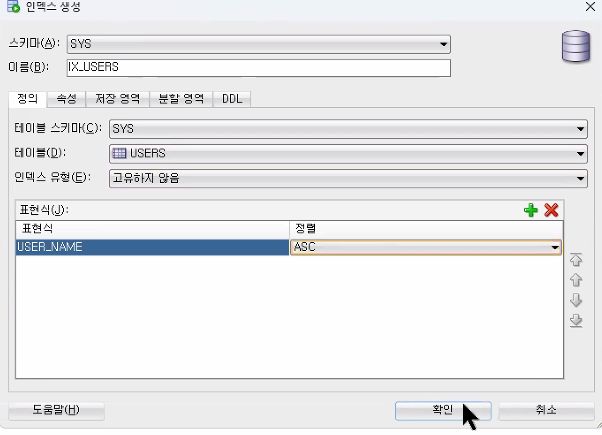 인덱스 생성
스키마(A): SYS
이름(B): IX_USERS
정의 속성 저장 영역 분할 영역 DDL
테이블 스키마(C): SYS
테이블(D): USERS
인덱스 유형(E): 고유하지 않음
표현식(J):
표현식 정렬
USER_NAME ASC
도움말(H) 확인 취소